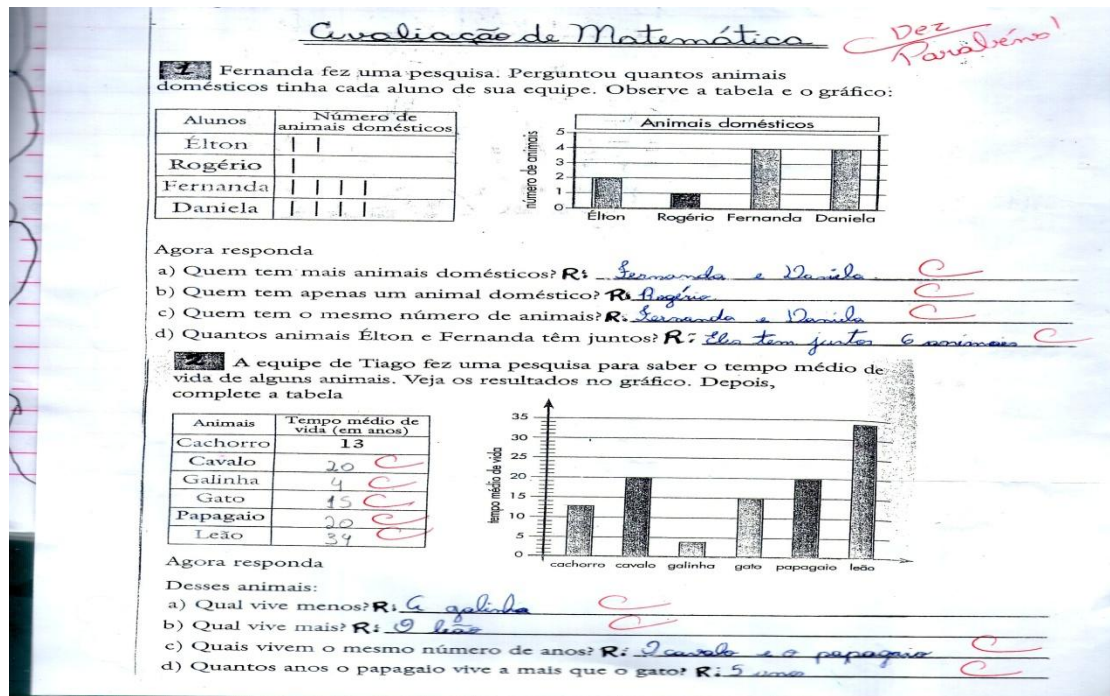 Avaliação de Matemática
Dez
Parabéns!
1 Fernanda fez uma pesquisa. Perguntou quantos animais
domésticos tinha cada aluno de sua equipe. Observe a tabela e o gráfico:
Alunos Número de animais domésticos
Élton | |
Rogério |
Fernanda | | | |
Daniela | | | |
Animais domésticos
número de animais
5
4
3
2
1
0
Élton Rogério Fernanda Daniela
Agora responda
a) Quem tem mais animais domésticos? R: Fernanda e Daniela. C
b) Quem tem apenas um animal doméstico? R: Rogério. C
c) Quem tem o mesmo número de animais? R: Fernanda e Daniela C
d) Quantos animais Élton e Fernanda têm juntos? R: Eles tem juntos 6 animais C
2 A equipe de Tiago fez uma pesquisa para saber o tempo médio de
vida de alguns animais. Veja os resultados no gráfico. Depois,
complete a tabela
Animais Tempo médio de vida (em anos)
Cachorro 13
Cavalo 20 C
Galinha 4 C
Gato 15 C
Papagaio 20 C
Leão 34 C
tempo médio de vida
35
30
25
20
15
10
5
0
cachorro cavalo galinha gato papagaio leão
Agora responda
Desses animais:
a) Qual vive menos? R: A galinha C
b) Qual vive mais? R: O leão C
c) Quais vivem o mesmo número de anos? R: O cavalo e o papagaio C
d) Quantos anos o papagaio vive a mais que o gato? R: 5 anos C